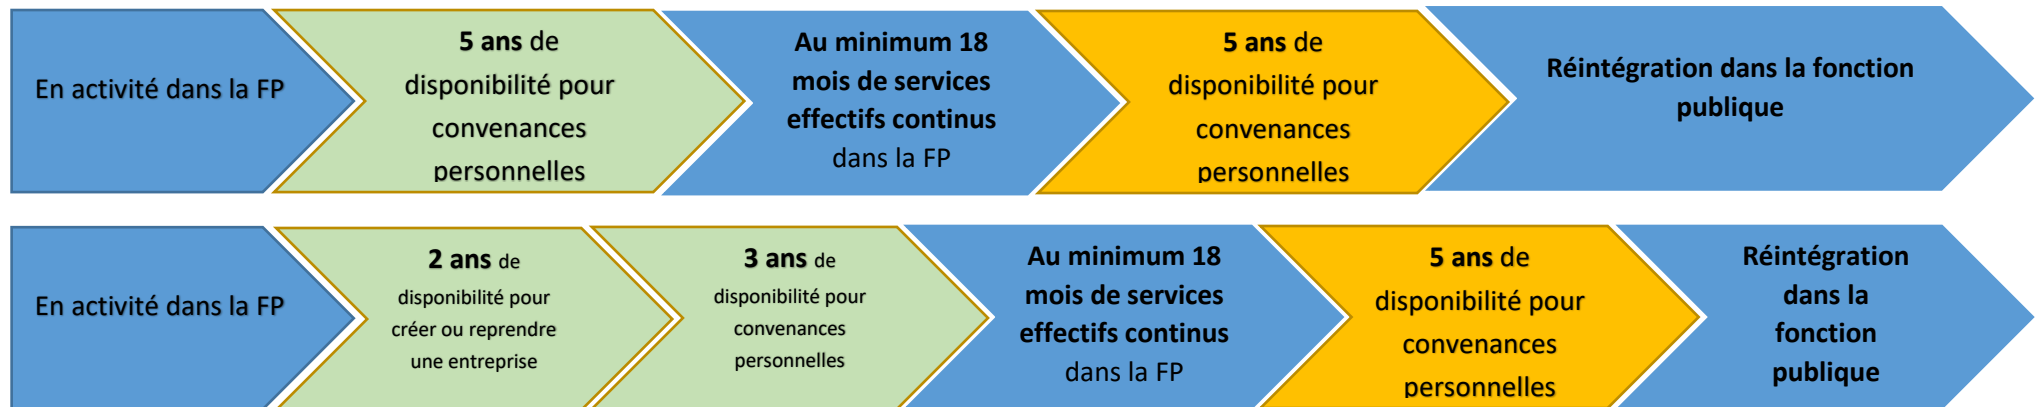 En activité dans la FP
5 ans de
disponibilité pour
convenances
personnelles
Au minimum 18
mois de services
effectifs continus
dans la FP
5 ans de
disponibilité pour
convenances
personnelles
Réintégration dans la fonction
publique
En activité dans la FP
2 ans de
disponibilité pour
créer ou reprendre
une entreprise
3 ans de
disponibilité pour
convenances
personnelles
Au minimum 18
mois de services
effectifs continus
dans la FP
5 ans de
disponibilité pour
convenances
personnelles
Réintégration
dans la
fonction
publique